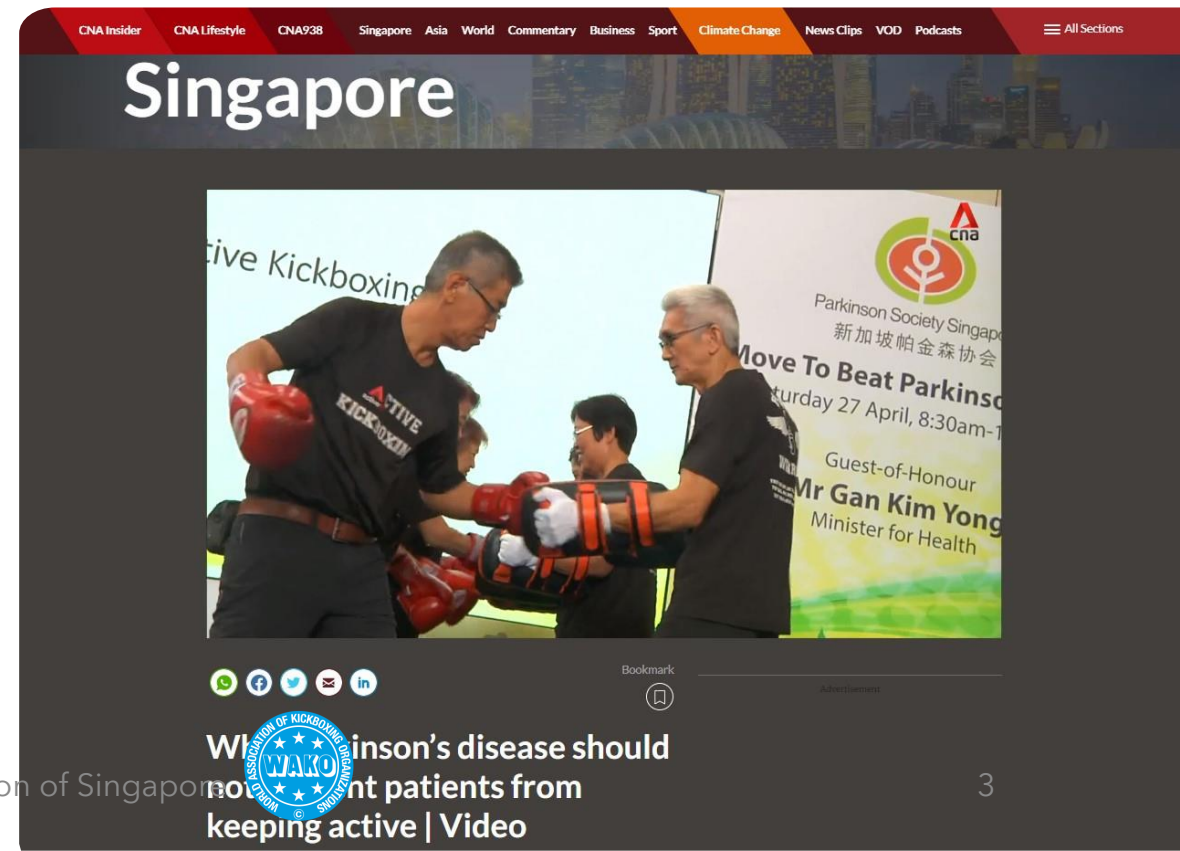 CNA Insider CNA Lifestyle CNA938 Singapore Asia World Commentary Business Sport Climate Change News Clips VOD Podcasts All Sections
Singapore
cna
tive Kickboxing
Parkinson Society Singap
新加坡帕金森协会
Move To Beat Parkinso
turday 27 April, 8:30am-1
Guest-of-Honour
Mr Gan Kim Yong
Minister for Health
ACTIVE
KICKBOXIN
Bookmark
Advertisement
Wh inson's disease should
not nt patients from
keeping active | Video
WORLD ASSOCIATION OF KICKBOXING ORGANIZATIONS
WAKO
on of Singapore
3